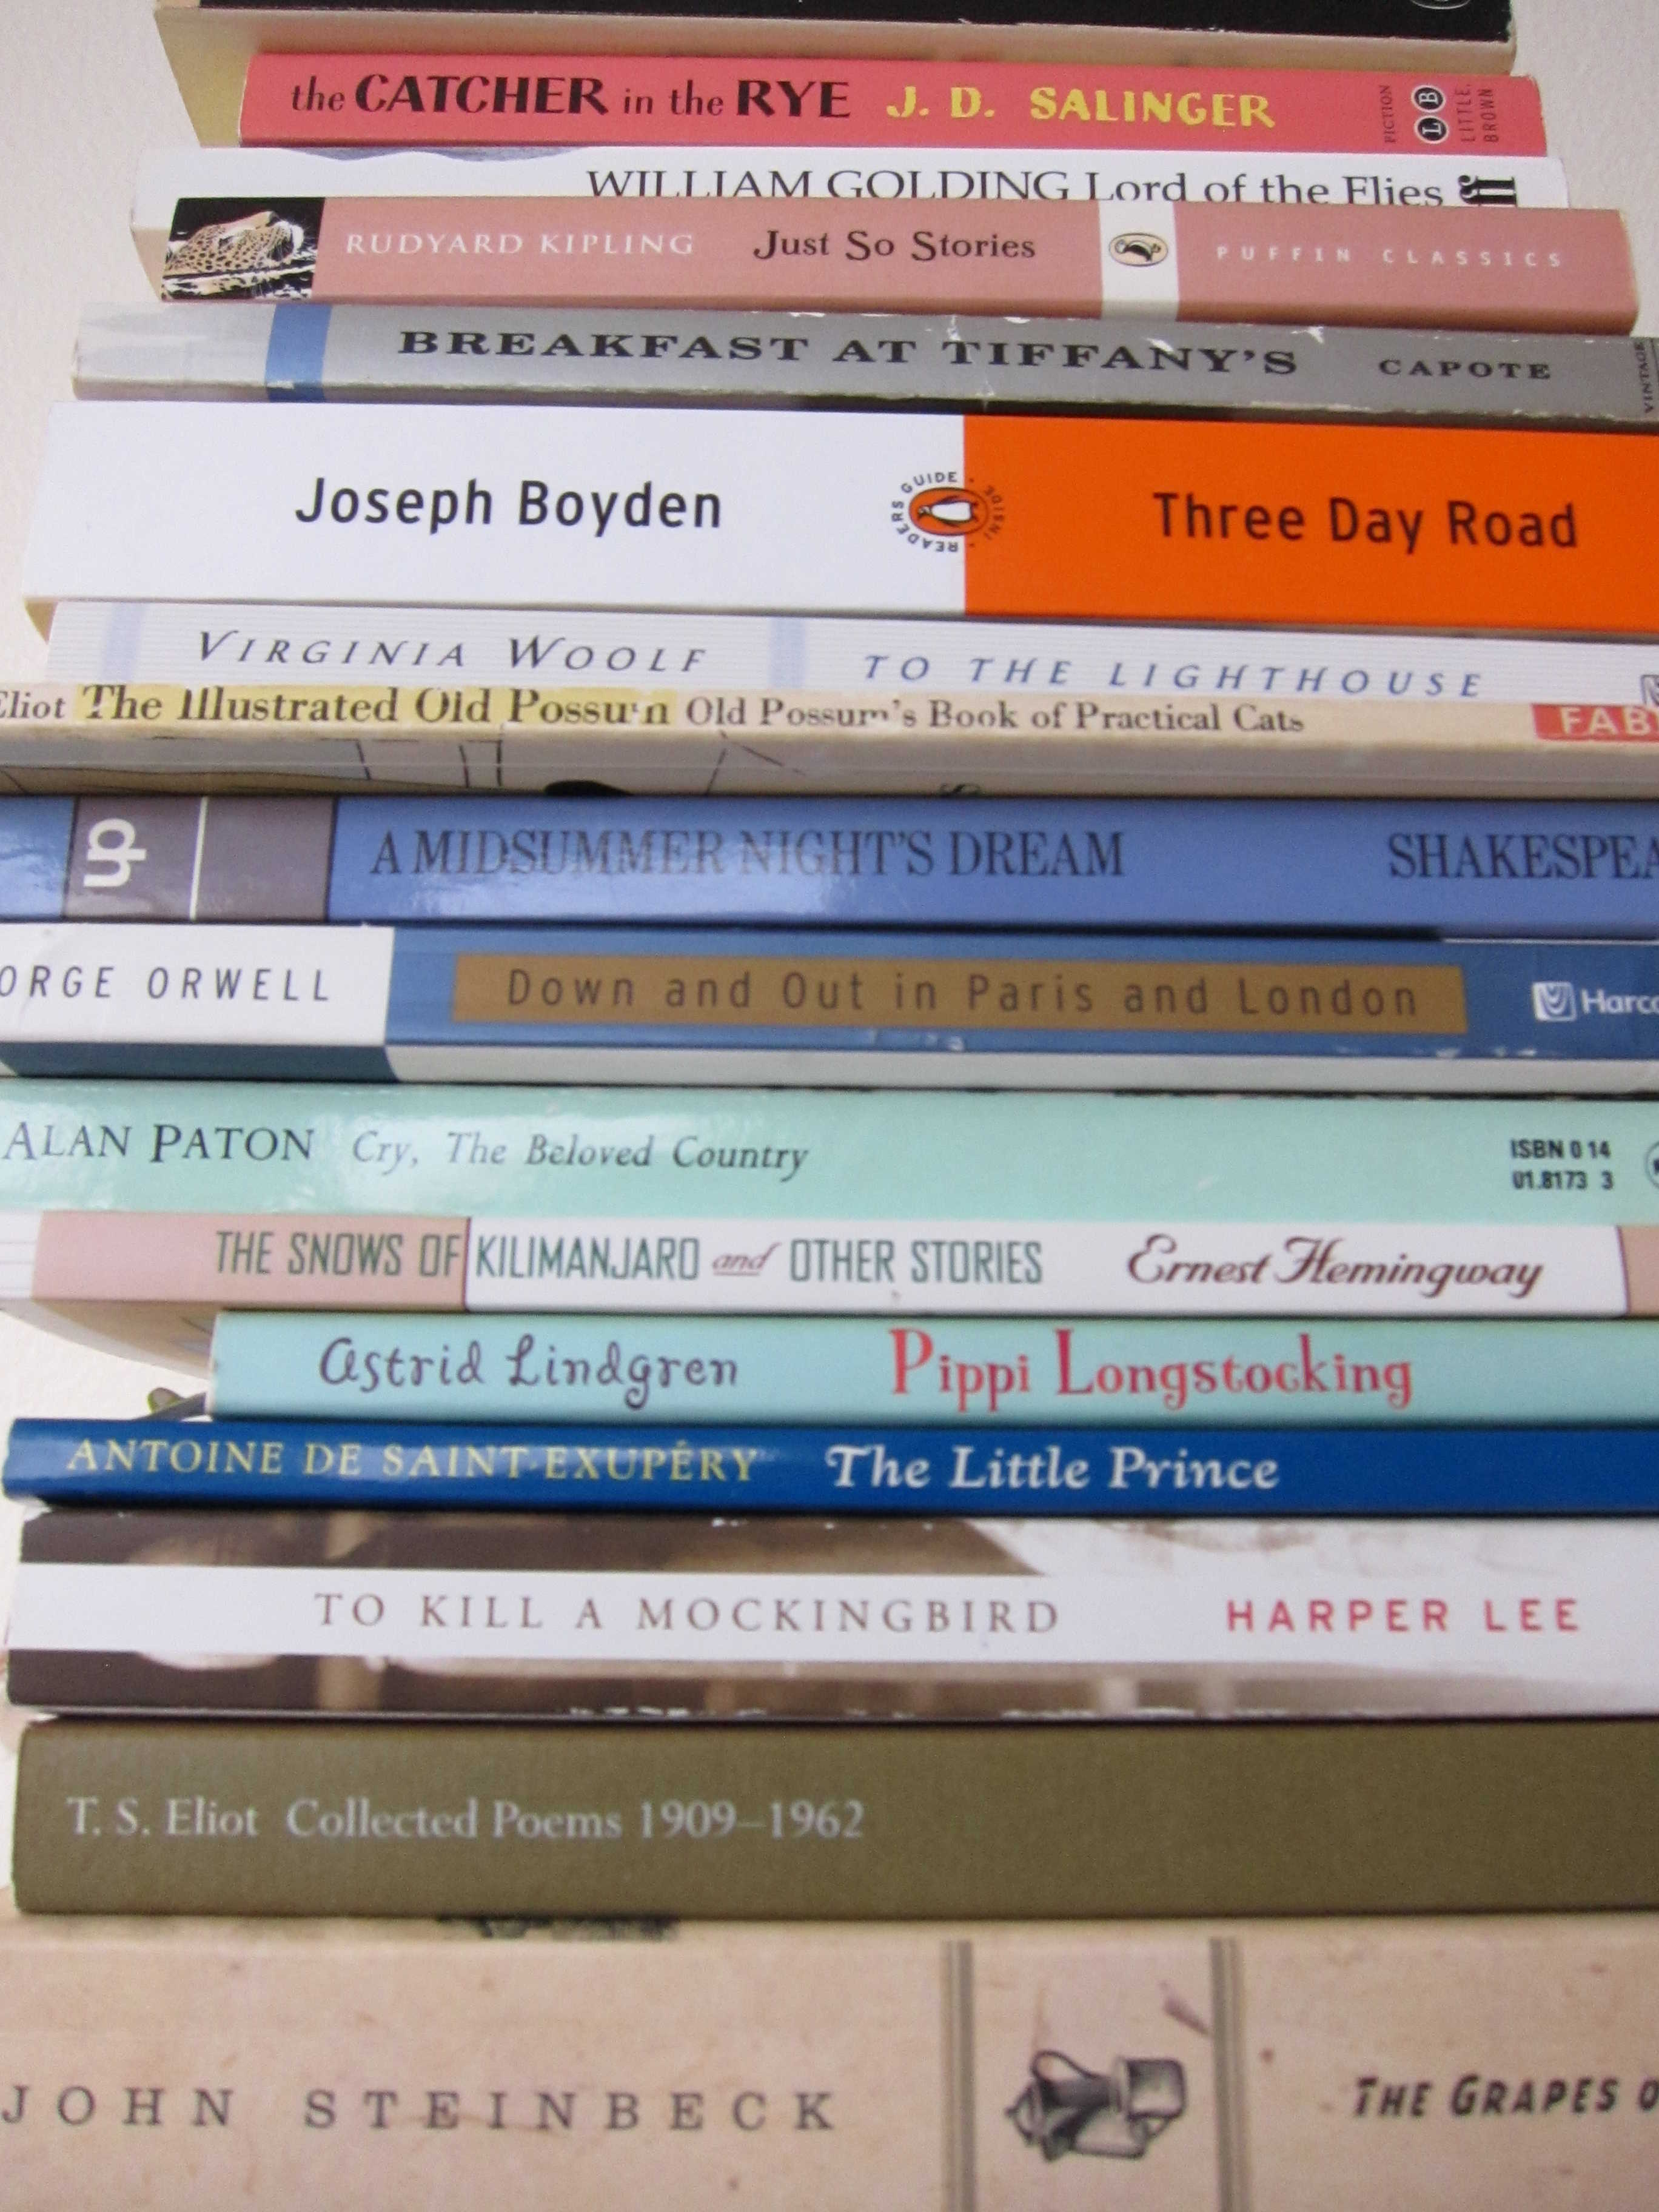 the CATCHER in the RYE J. D. SALINGER FICTION LB LITTLE, BROWN
WILLIAM GOLDING Lord of the Flies ff
RUDYARD KIPLING Just So Stories PUFFIN CLASSICS
BREAKFAST AT TIFFANY'S CAPOTE VINTAGE
Joseph Boyden READERS GUIDE · INSIDE · Three Day Road
VIRGINIA WOOLF TO THE LIGHTHOUSE
Eliot The Illustrated Old Possum Old Possum's Book of Practical Cats FAB
up A MIDSUMMER NIGHT'S DREAM SHAKESPEA
ORGE ORWELL Down and Out in Paris and London Harco
ALAN PATON Cry, The Beloved Country ISBN 0 14
01.8173 3
THE SNOWS OF KILIMANJARO and OTHER STORIES Ernest Hemingway
Astrid Lindgren Pippi Longstocking
ANTOINE DE SAINT-EXUPÉRY The Little Prince
TO KILL A MOCKINGBIRD HARPER LEE
T. S. Eliot Collected Poems 1909–1962
JOHN STEINBECK THE GRAPES O